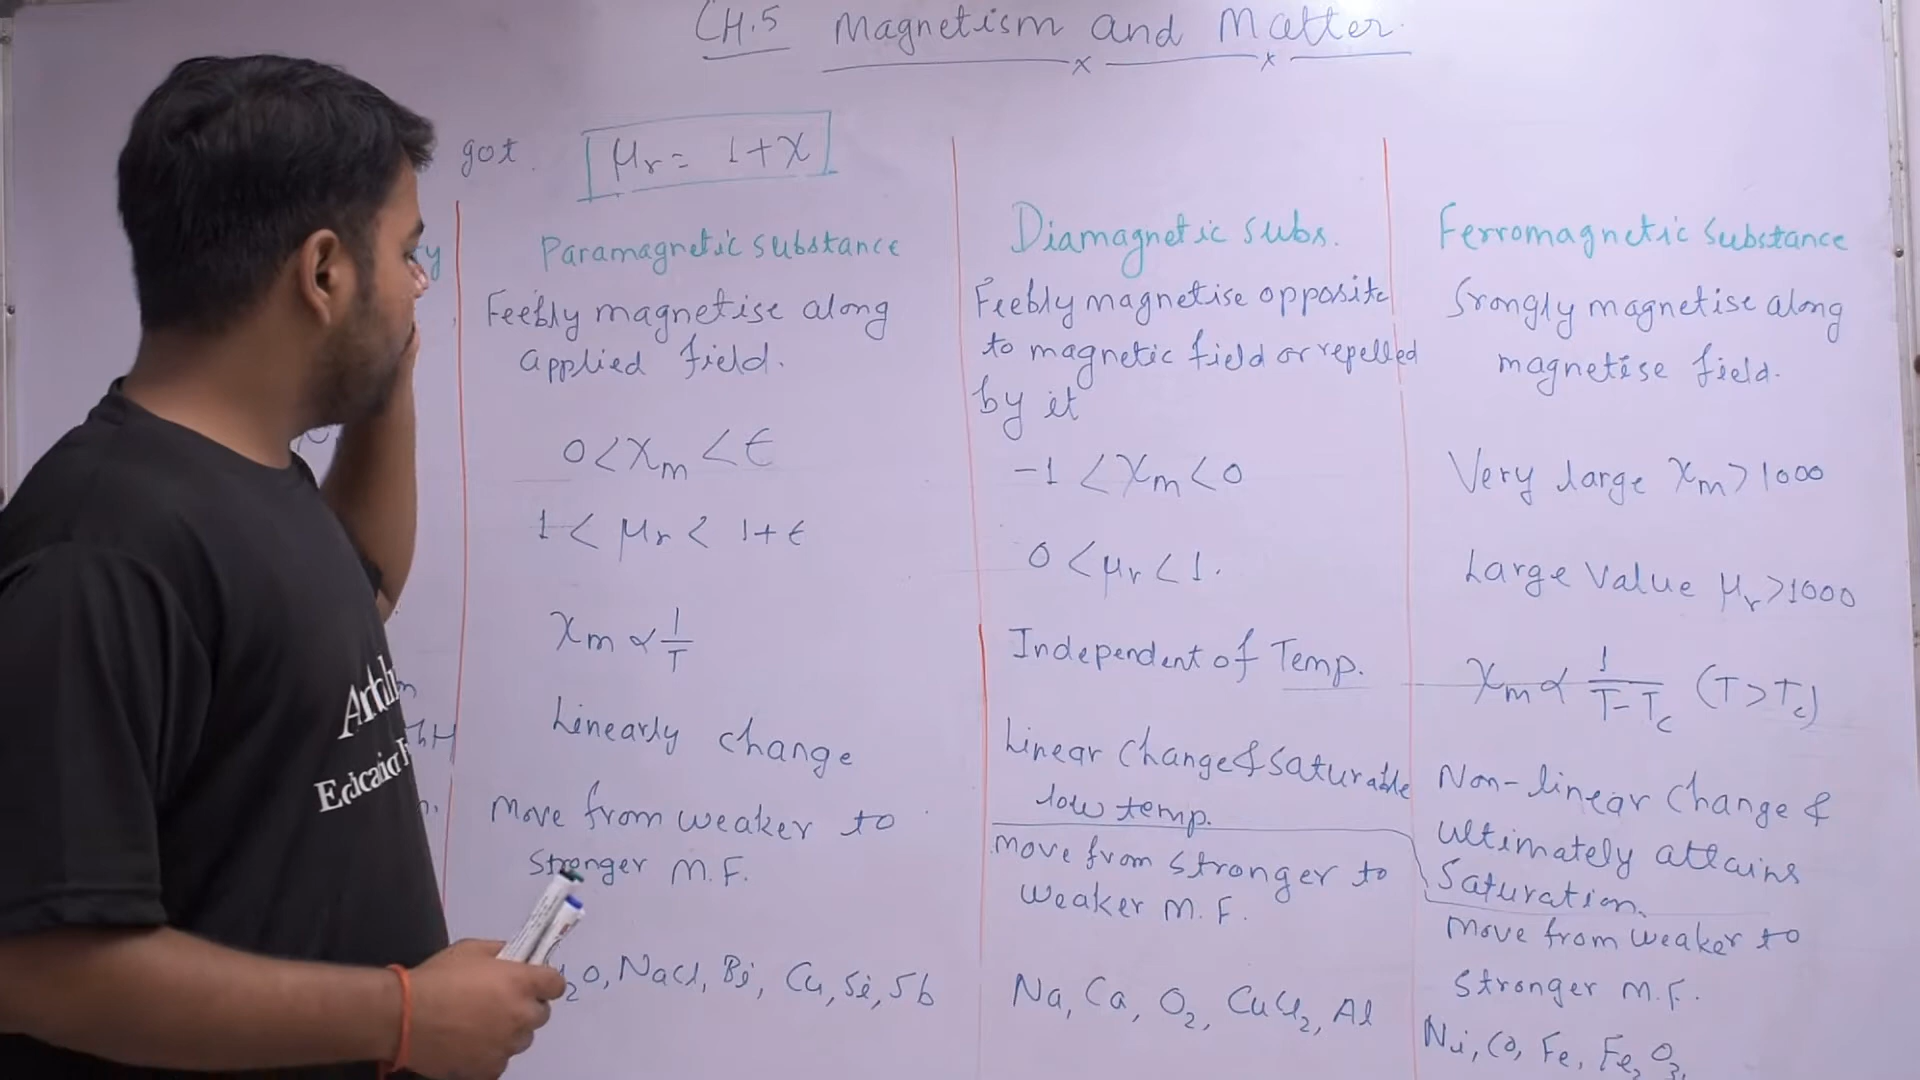 CH.5 Magnetism and Matter.
got. μr = 1+χ
Paramagnetic substance
Feebly magnetise along
applied field.
0<χm<ϵ
1<μr<1+ϵ
χm ∝ 1/T
Linearly change
Move from weaker to
stronger M.F.
2O, NaCl, Bi, Cu, Si, Sb
Diamagnetic subs.
Feebly magnetise opposite
to magnetic field or repelled
by it
-1<χm<0
0<μr<1.
Independent of Temp.
Linear Change & Saturable
low temp.
Move from Stronger to
Weaker M.F.
Na, Ca, O2, CuCl2, Al
Ferromagnetic Substance
Srongly magnetise along
magnetise field.
Very large χm>1000
Large Value μr>1000
χm ∝ 1/T-Tc (T>Tc)
Non-linear Change &
ultimately attains
Saturation.
Move from weaker to
Stronger M.F.
Ni, Co, Fe, Fe2O3,